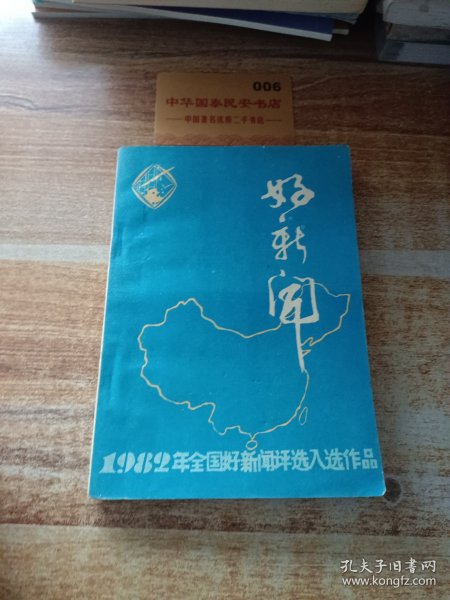 006
中华国泰民安书店
中国著名优质二手书店
好新闻
1982年全国好新闻评选入选作品
孔夫子旧书网
www.kongfz.com